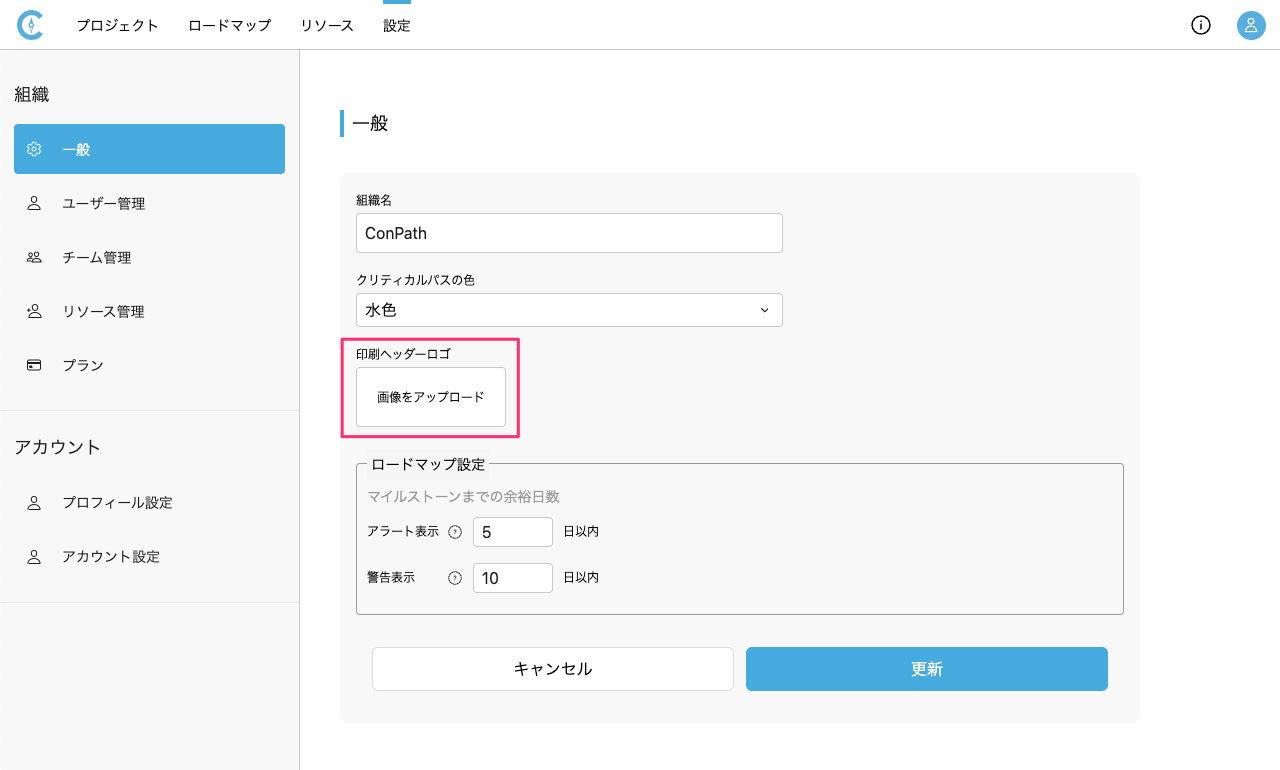 プロジェクト ロードマップ リソース 設定
組織
一般
ユーザー管理
チーム管理
リソース管理
プラン
アカウント
プロフィール設定
アカウント設定
一般
組織名
ConPath
クリティカルパスの色
水色
印刷ヘッダーロゴ
画像をアップロード
ロードマップ設定
マイルストーンまでの余裕日数
アラート表示 ? 5 日以内
警告表示 ? 10 日以内
キャンセル 更新